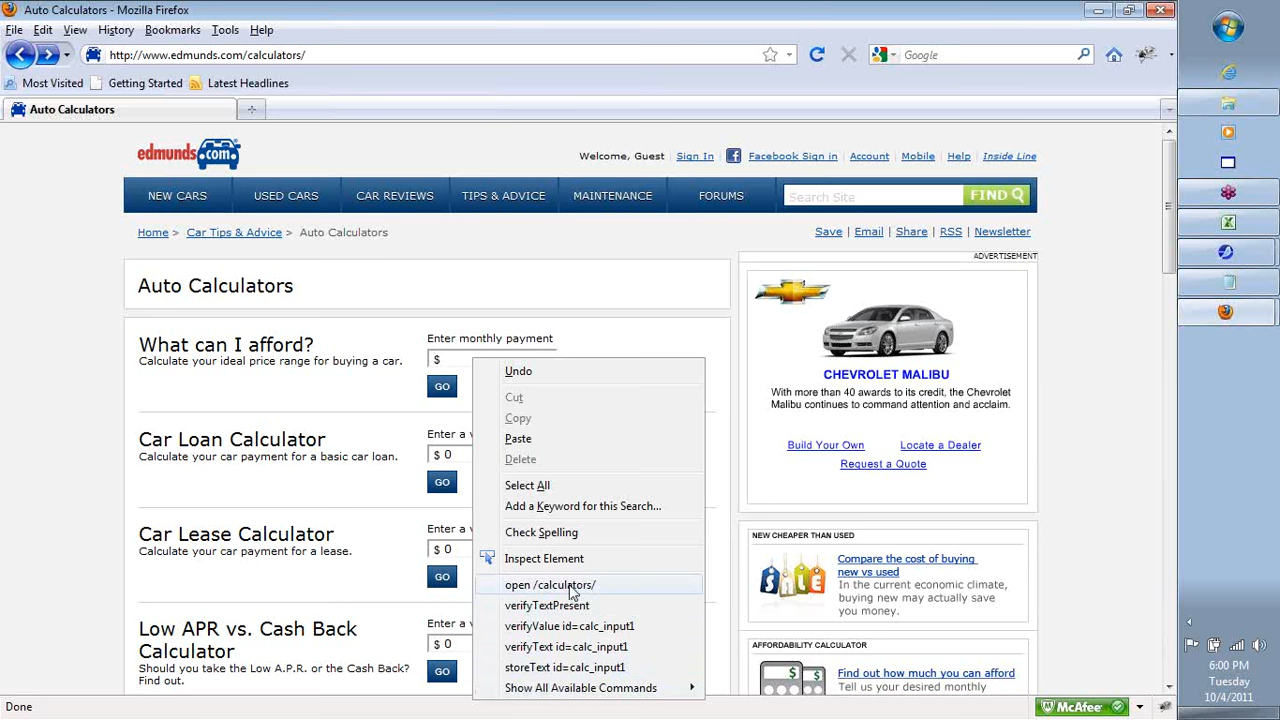 Auto Calculators - Mozilla Firefox
File Edit View History Bookmarks Tools Help
http://www.edmunds.com/calculators/
Google
Most Visited Getting Started Latest Headlines
Auto Calculators
edmunds.com
Welcome, Guest Sign In Facebook Sign in Account Mobile Help Inside Line
NEW CARS USED CARS CAR REVIEWS TIPS & ADVICE MAINTENANCE FORUMS Search Site FIND
Home > Car Tips & Advice > Auto Calculators
Save | Email | Share | RSS | Newsletter
ADVERTISEMENT
Auto Calculators
What can I afford?
Calculate your ideal price range for buying a car.
Enter monthly payment
$
GO
Car Loan Calculator
Calculate your car payment for a basic car loan.
Enter a v
$ 0
GO
Car Lease Calculator
Calculate your car payment for a lease.
Enter a v
$ 0
GO
Low APR vs. Cash Back
Calculator
Should you take the Low A.P.R. or the Cash Back?
Find out.
Enter a v
$ 0
GO
Undo
Cut
Copy
Paste
Delete
Select All
Add a Keyword for this Search...
Check Spelling
Inspect Element
open /calculators/
verifyTextPresent
verifyValue id=calc_input1
verifyText id=calc_input1
storeText id=calc_input1
Show All Available Commands
CHEVROLET MALIBU
With more than 40 awards to its credit, the Chevrolet
Malibu continues to command attention and acclaim.
Build Your Own Locate a Dealer
Request a Quote
NEW CHEAPER THAN USED
SALE
Compare the cost of buying
new vs used
In the current economic climate,
buying new may actually save
you money.
AFFORDABILITY CALCULATOR
Find out how much you can afford
Tell us your desired monthly
Done
McAfee
6:00 PM
Tuesday
10/4/2011